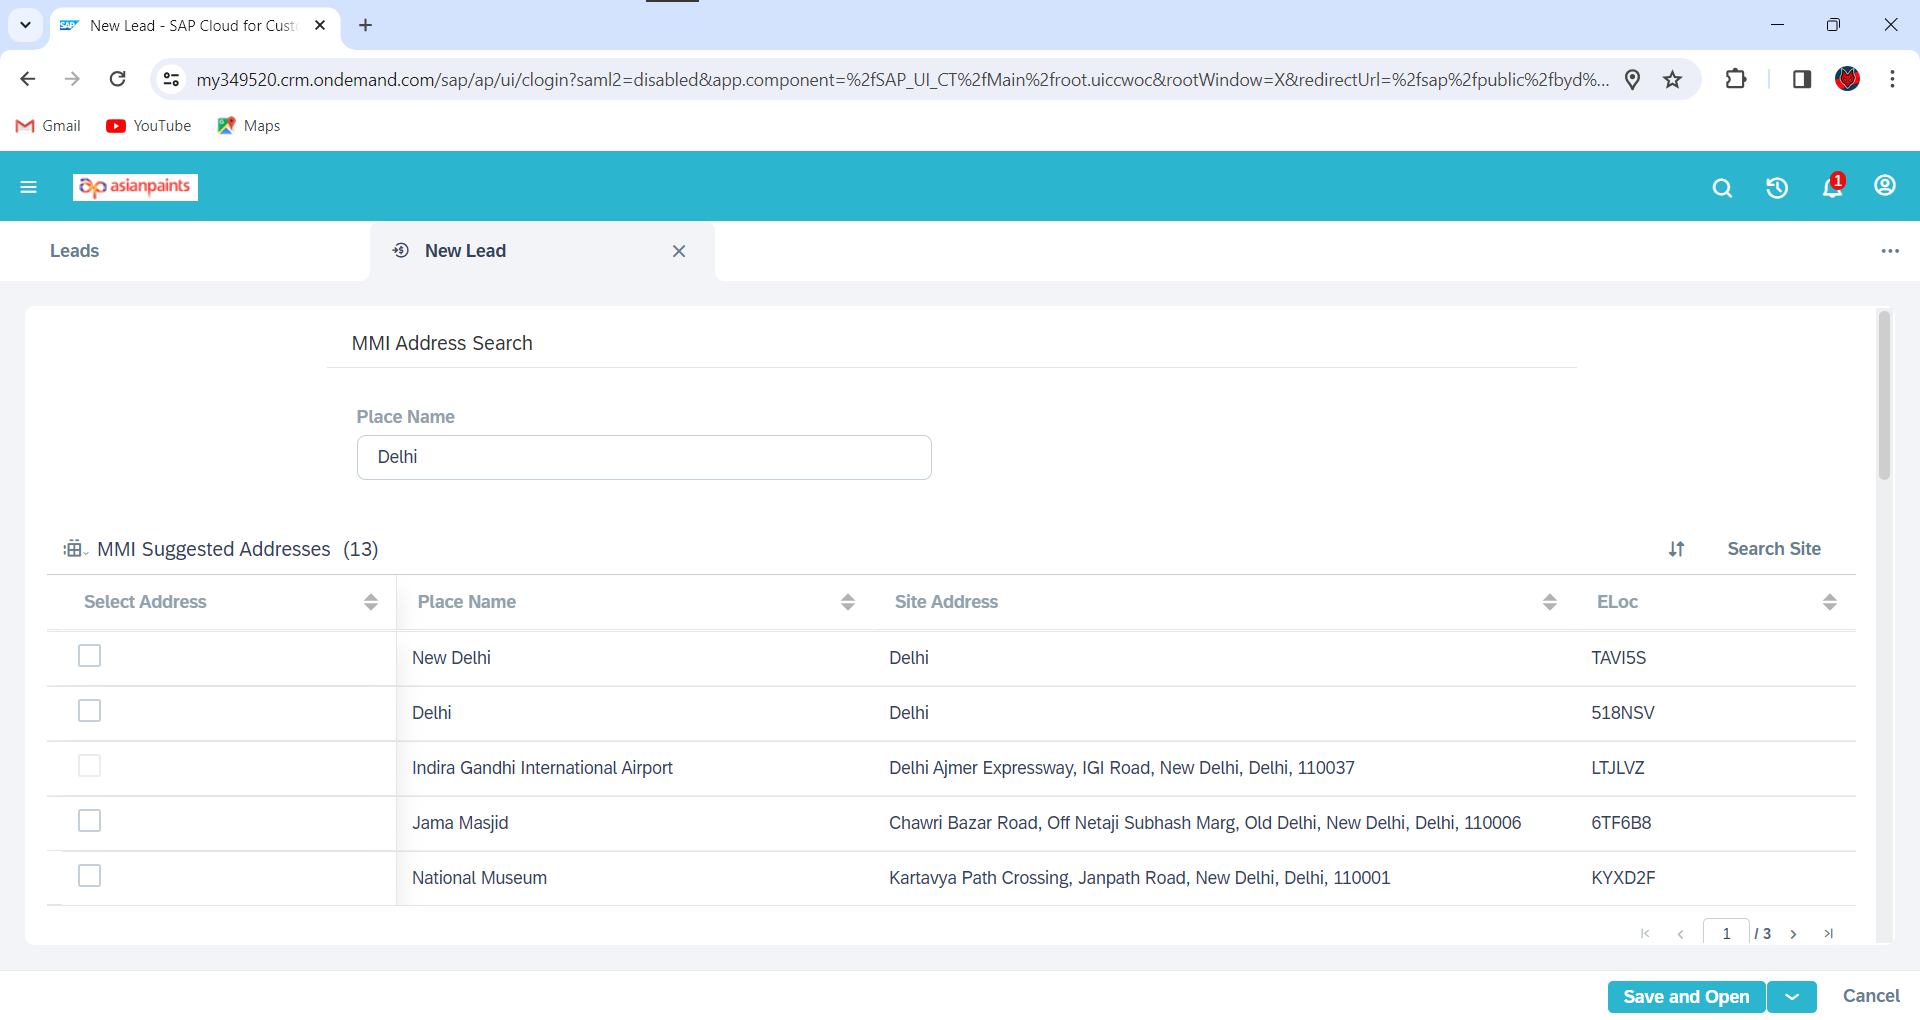 New Lead - SAP Cloud for Cust
my349520.crm.ondemand.com/sap/ap/ui/clogin?saml2=disabled&app.component=%2fSAP_UI_CT%2fMain%2froot.uiccwoc&rootWindow=X&redirectUrl=%2fsap%2fpublic%2fbyd%...
Gmail YouTube Maps
asianpaints
1
Leads New Lead
MMI Address Search
Place Name
Delhi
MMI Suggested Addresses (13) Search Site
Select Address Place Name Site Address ELoc
New Delhi Delhi TAVI5S
Delhi Delhi 518NSV
Indira Gandhi International Airport Delhi Ajmer Expressway, IGI Road, New Delhi, Delhi, 110037 LTJLVZ
Jama Masjid Chawri Bazar Road, Off Netaji Subhash Marg, Old Delhi, New Delhi, Delhi, 110006 6TF6B8
National Museum Kartavya Path Crossing, Janpath Road, New Delhi, Delhi, 110001 KYXD2F
1 / 3
Save and Open Cancel